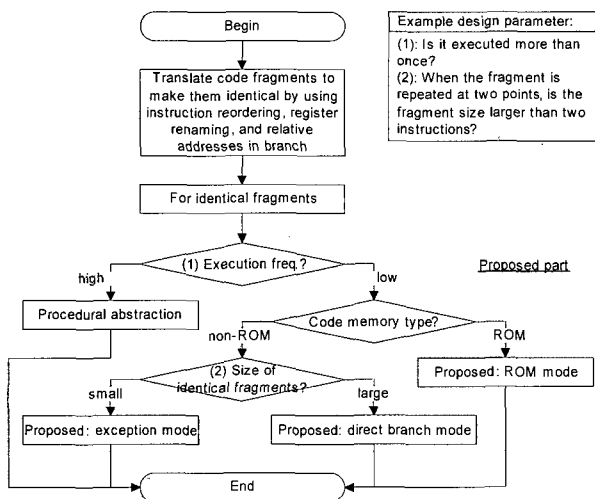 Begin
Example design parameter:
(1): Is it executed more than
once?
(2): When the fragment is
repeated at two points, is the
fragment size larger than two
instructions?
Translate code fragments to
make them identical by using
instruction reordering, register
renaming, and relative
addresses in branch
For identical fragments
(1) Execution freq.?
high
low
Proposed part
Procedural abstraction
Code memory type?
non-ROM
ROM
(2) Size of
identical fragments?
Proposed: ROM mode
small
large
Proposed: exception mode
Proposed: direct branch mode
End